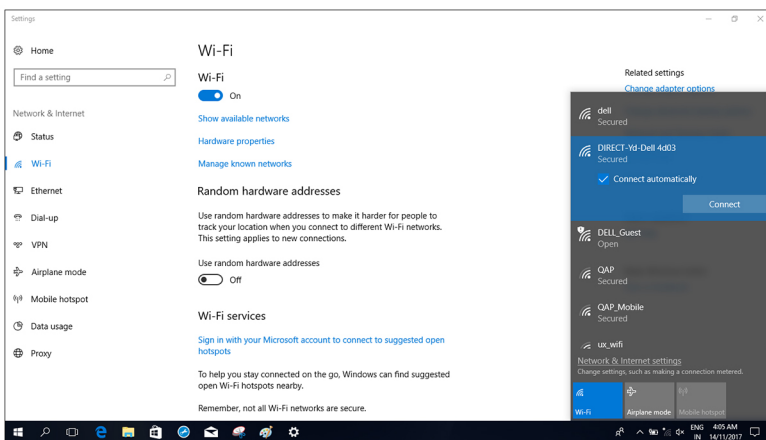 Settings
Home
Find a setting
Network & Internet
Status
Wi-Fi
Ethernet
Dial-up
VPN
Airplane mode
Mobile hotspot
Data usage
Proxy
Wi-Fi
Wi-Fi
On
Show available networks
Hardware properties
Manage known networks
Random hardware addresses
Use random hardware addresses to make it harder for people to
track your location when you connect to different Wi-Fi networks.
This setting applies to new connections.
Use random hardware addresses
Off
Wi-Fi services
Sign in with your Microsoft account to connect to suggested open
hotspots
To help you stay connected on the go, Windows can find suggested
open Wi-Fi hotspots nearby.
Remember, not all Wi-Fi networks are secure.
Related settings
Change adapter options
dell
Secured
DIRECT-Yd-Dell 4d03
Secured
Connect automatically
Connect
DELL_Guest
Open
QAP
Secured
QAP_Mobile
Secured
ux_wifi
Network & Internet settings
Change settings, such as making a connection metered.
Wi-Fi
Airplane mode
Mobile hotspot
ENG
IN
4:05 AM
14/11/2017